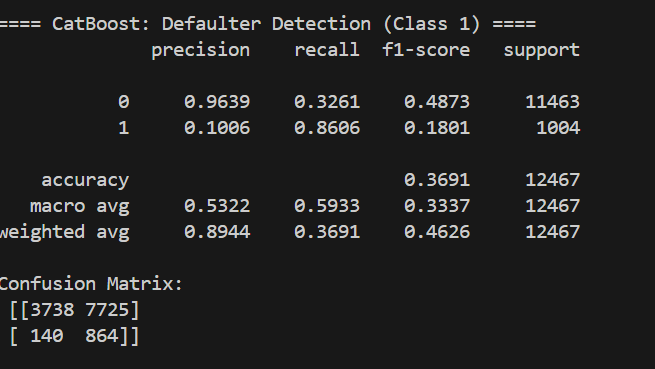 ==== CatBoost: Defaulter Detection (Class 1) ====
precision recall f1-score support
0 0.9639 0.3261 0.4873 11463
1 0.1006 0.8606 0.1801 1004
accuracy 0.3691 12467
macro avg 0.5322 0.5933 0.3337 12467
weighted avg 0.8944 0.3691 0.4626 12467
Confusion Matrix:
[[3738 7725]
[ 140 864]]